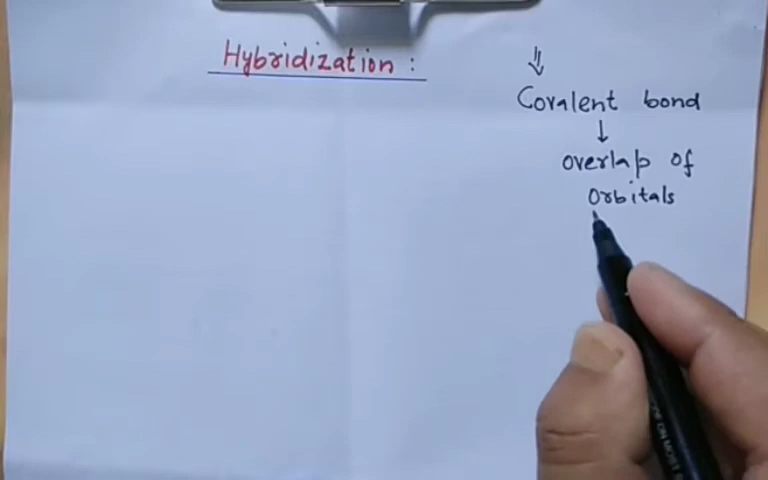 Hybridization :
⇓
Covalent bond
↓
overlap of
orbitals